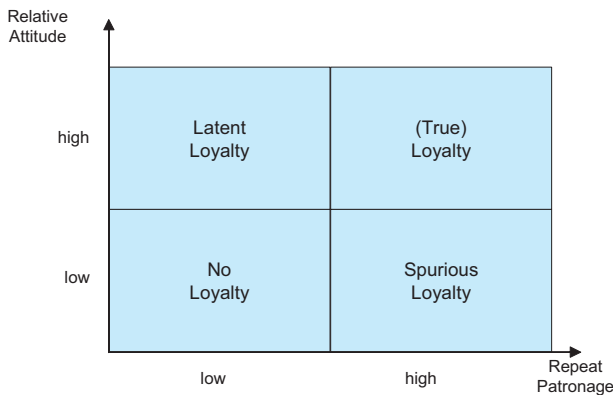 Relative
Attitude
high
Latent
Loyalty
(True)
Loyalty
low
No
Loyalty
Spurious
Loyalty
low
high
Repeat
Patronage